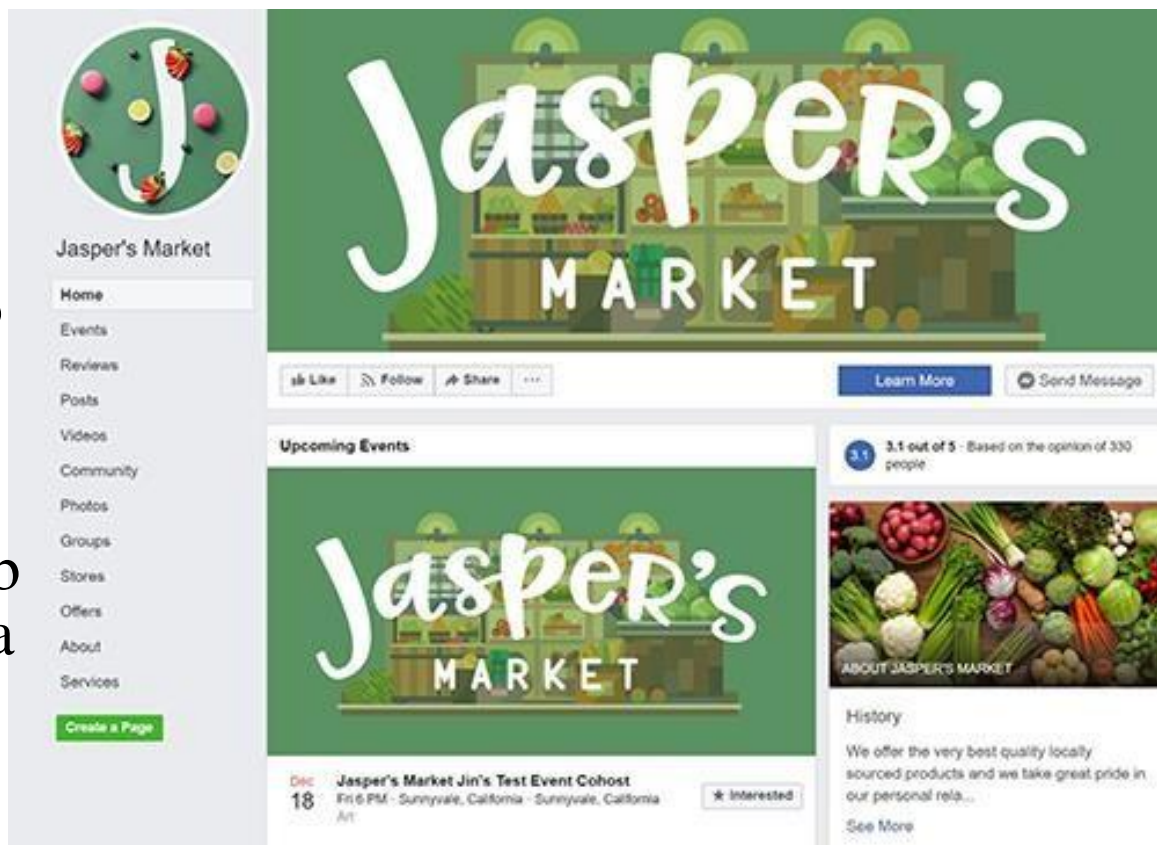 Jasper's
MARKET
Jasper's Market
Home
Events
Reviews
Posts
Videos
Community
Photos
Groups
Stores
Offers
About
Services
Create a Page
Like Follow Share ...
Learn More
Send Message
Upcoming Events
Jasper's
MARKET
Dec
18
Jasper's Market Jin's Test Event Cohost
Fri 6 PM · Sunnyvale, California · Sunnyvale, California
Art
Interested
3.1
3.1 out of 5 · Based on the opinion of 330
people
ABOUT JASPER'S MARKET
History
We offer the very best quality locally
sourced products and we take great pride in
our personal rela...
See More